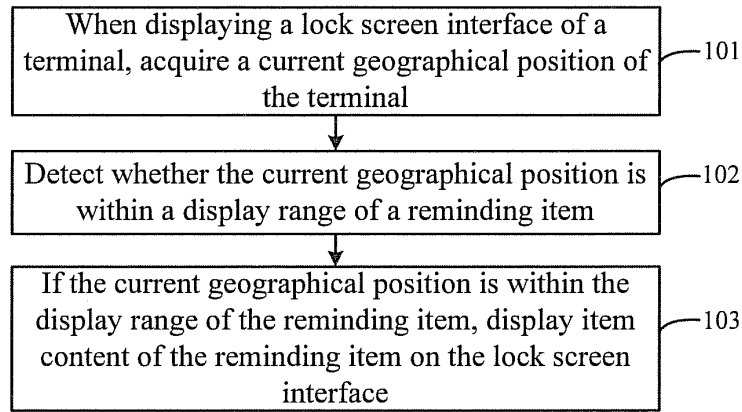 When displaying a lock screen interface of a
terminal, acquire a current geographical position of
the terminal
101
Detect whether the current geographical position is
within a display range of a reminding item
102
If the current geographical position is within the
display range of the reminding item, display item
content of the reminding item on the lock screen
interface
103